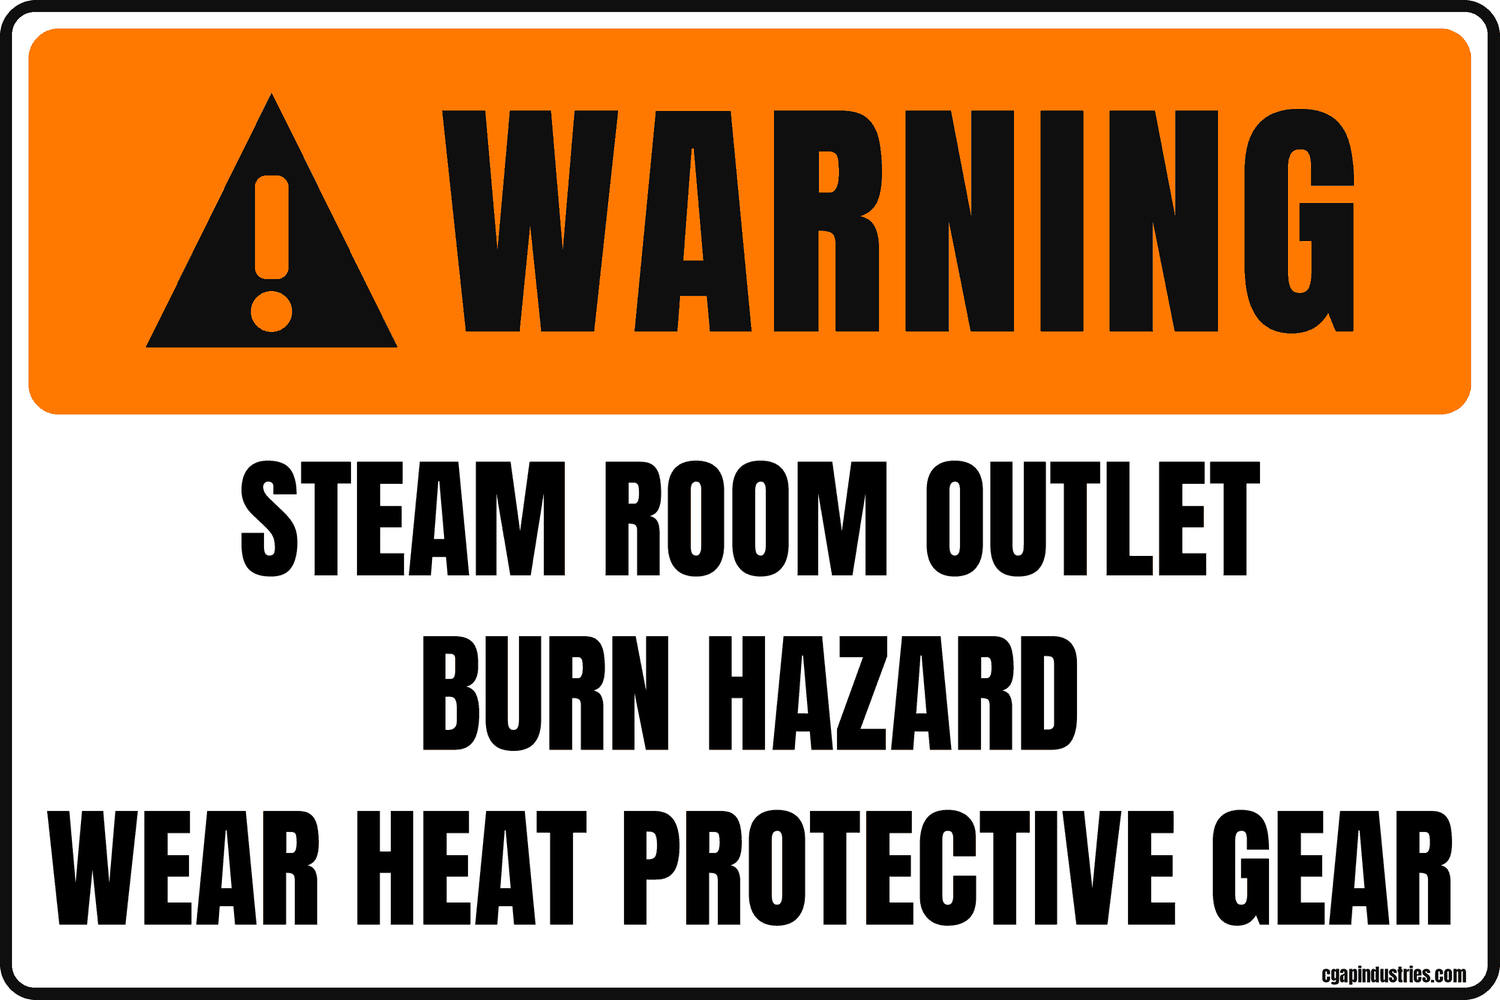 WARNING
STEAM ROOM OUTLET
BURN HAZARD
WEAR HEAT PROTECTIVE GEAR
cgapindustries.com